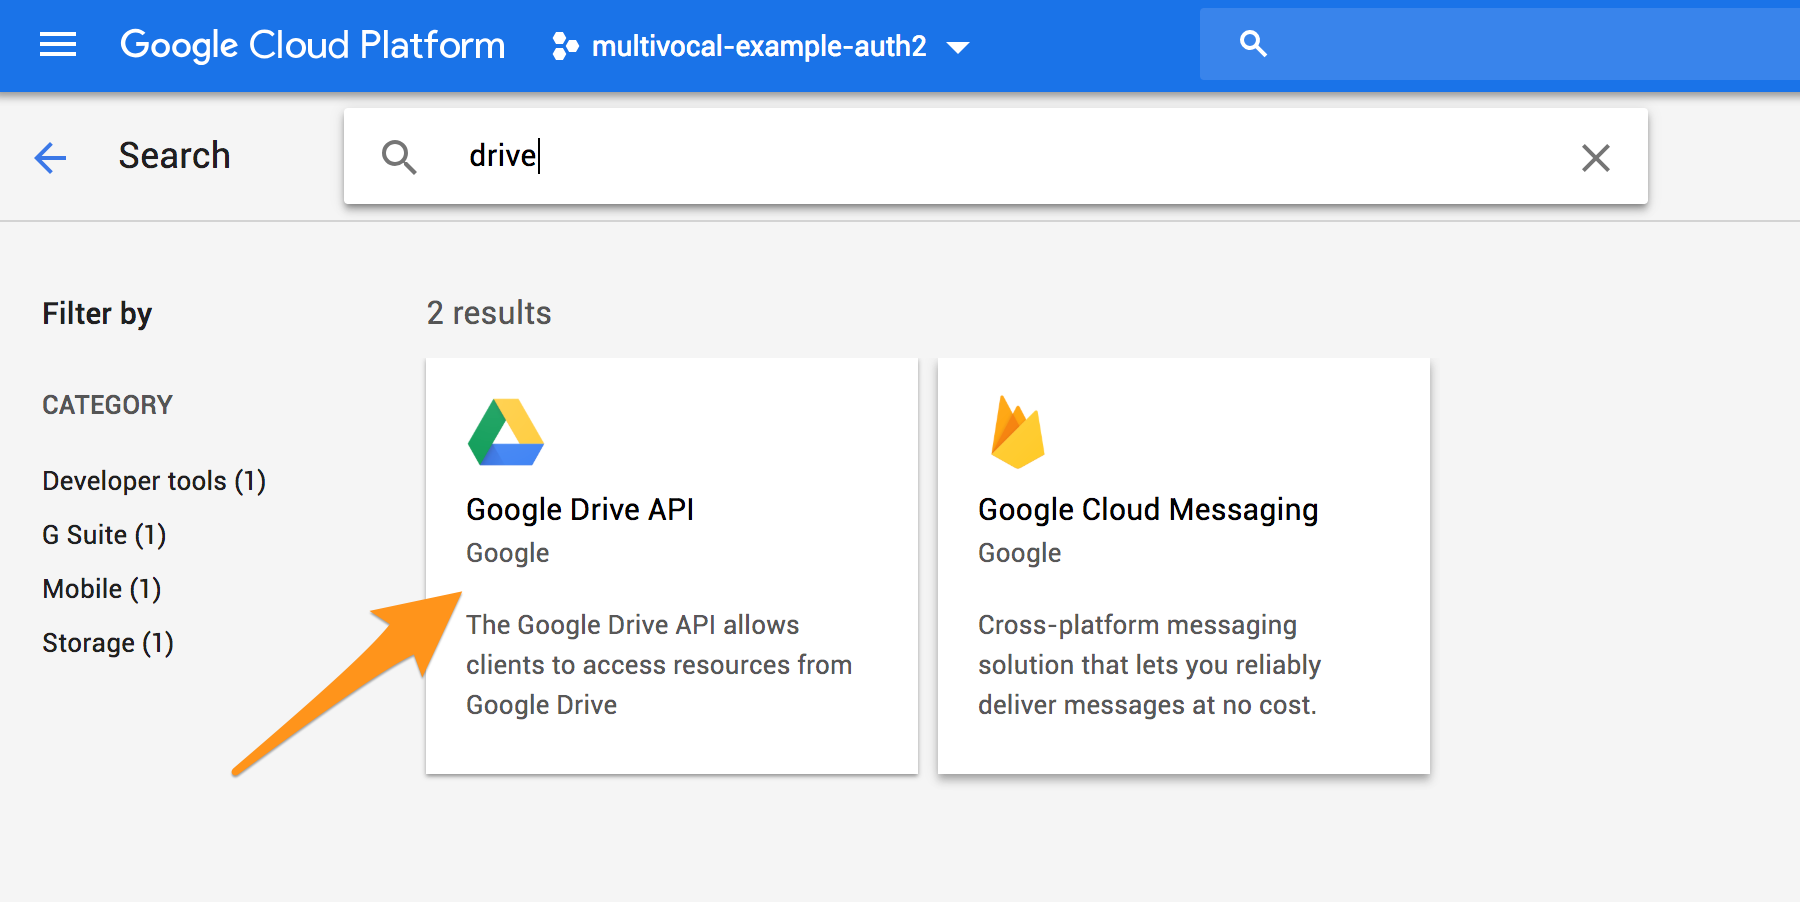 Google Cloud Platform
multivocal-example-auth2
Search
drive
Filter by
2 results
CATEGORY
Developer tools (1)
G Suite (1)
Mobile (1)
Storage (1)
Google Drive API
Google
The Google Drive API allows
clients to access resources from
Google Drive
Google Cloud Messaging
Google
Cross-platform messaging
solution that lets you reliably
deliver messages at no cost.